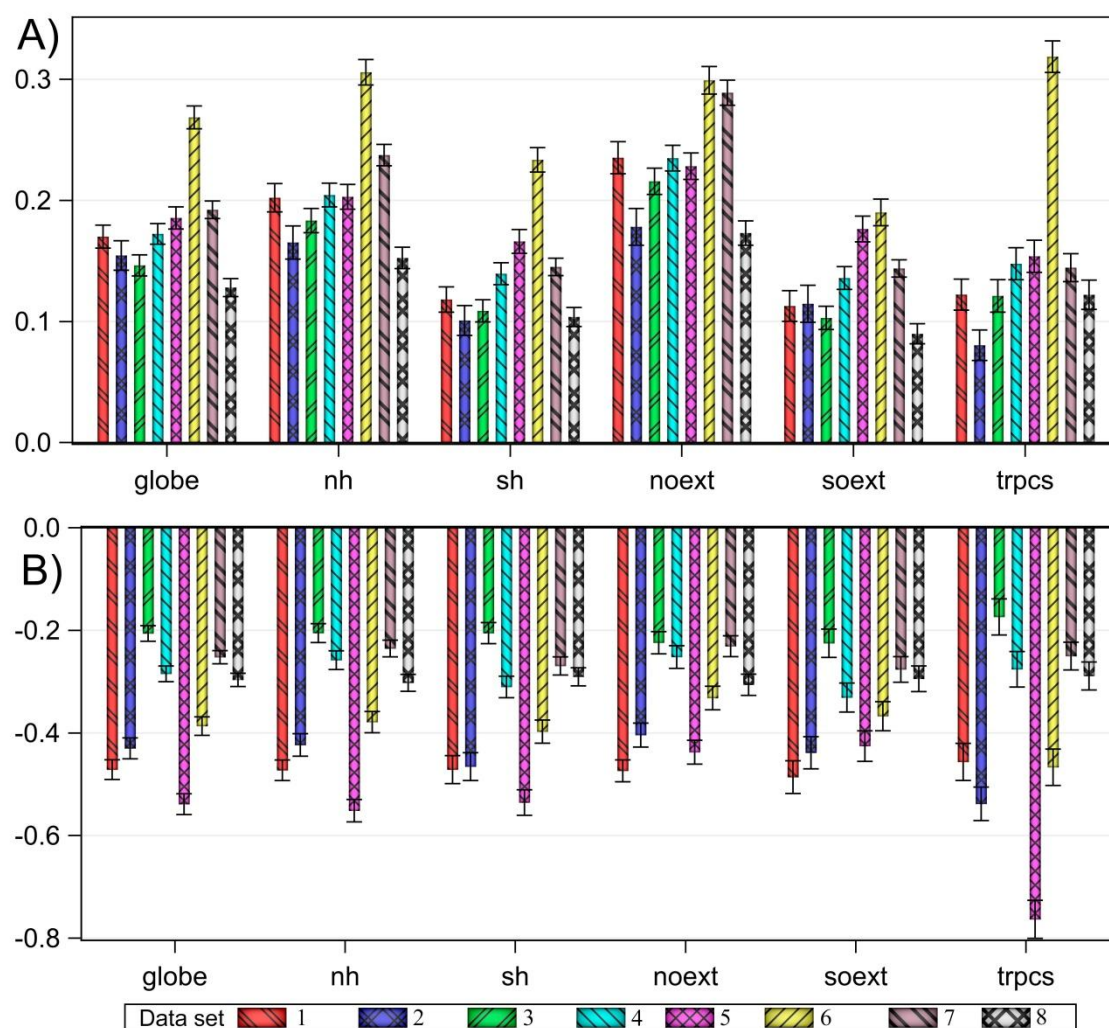 A)
0.3
0.2
0.1
0.0
globe nh sh noext soext trpcs
0.0
B)
-0.2
-0.4
-0.6
-0.8
globe nh sh noext soext trpcs
Data set 1 2 3 4 5 6 7 8